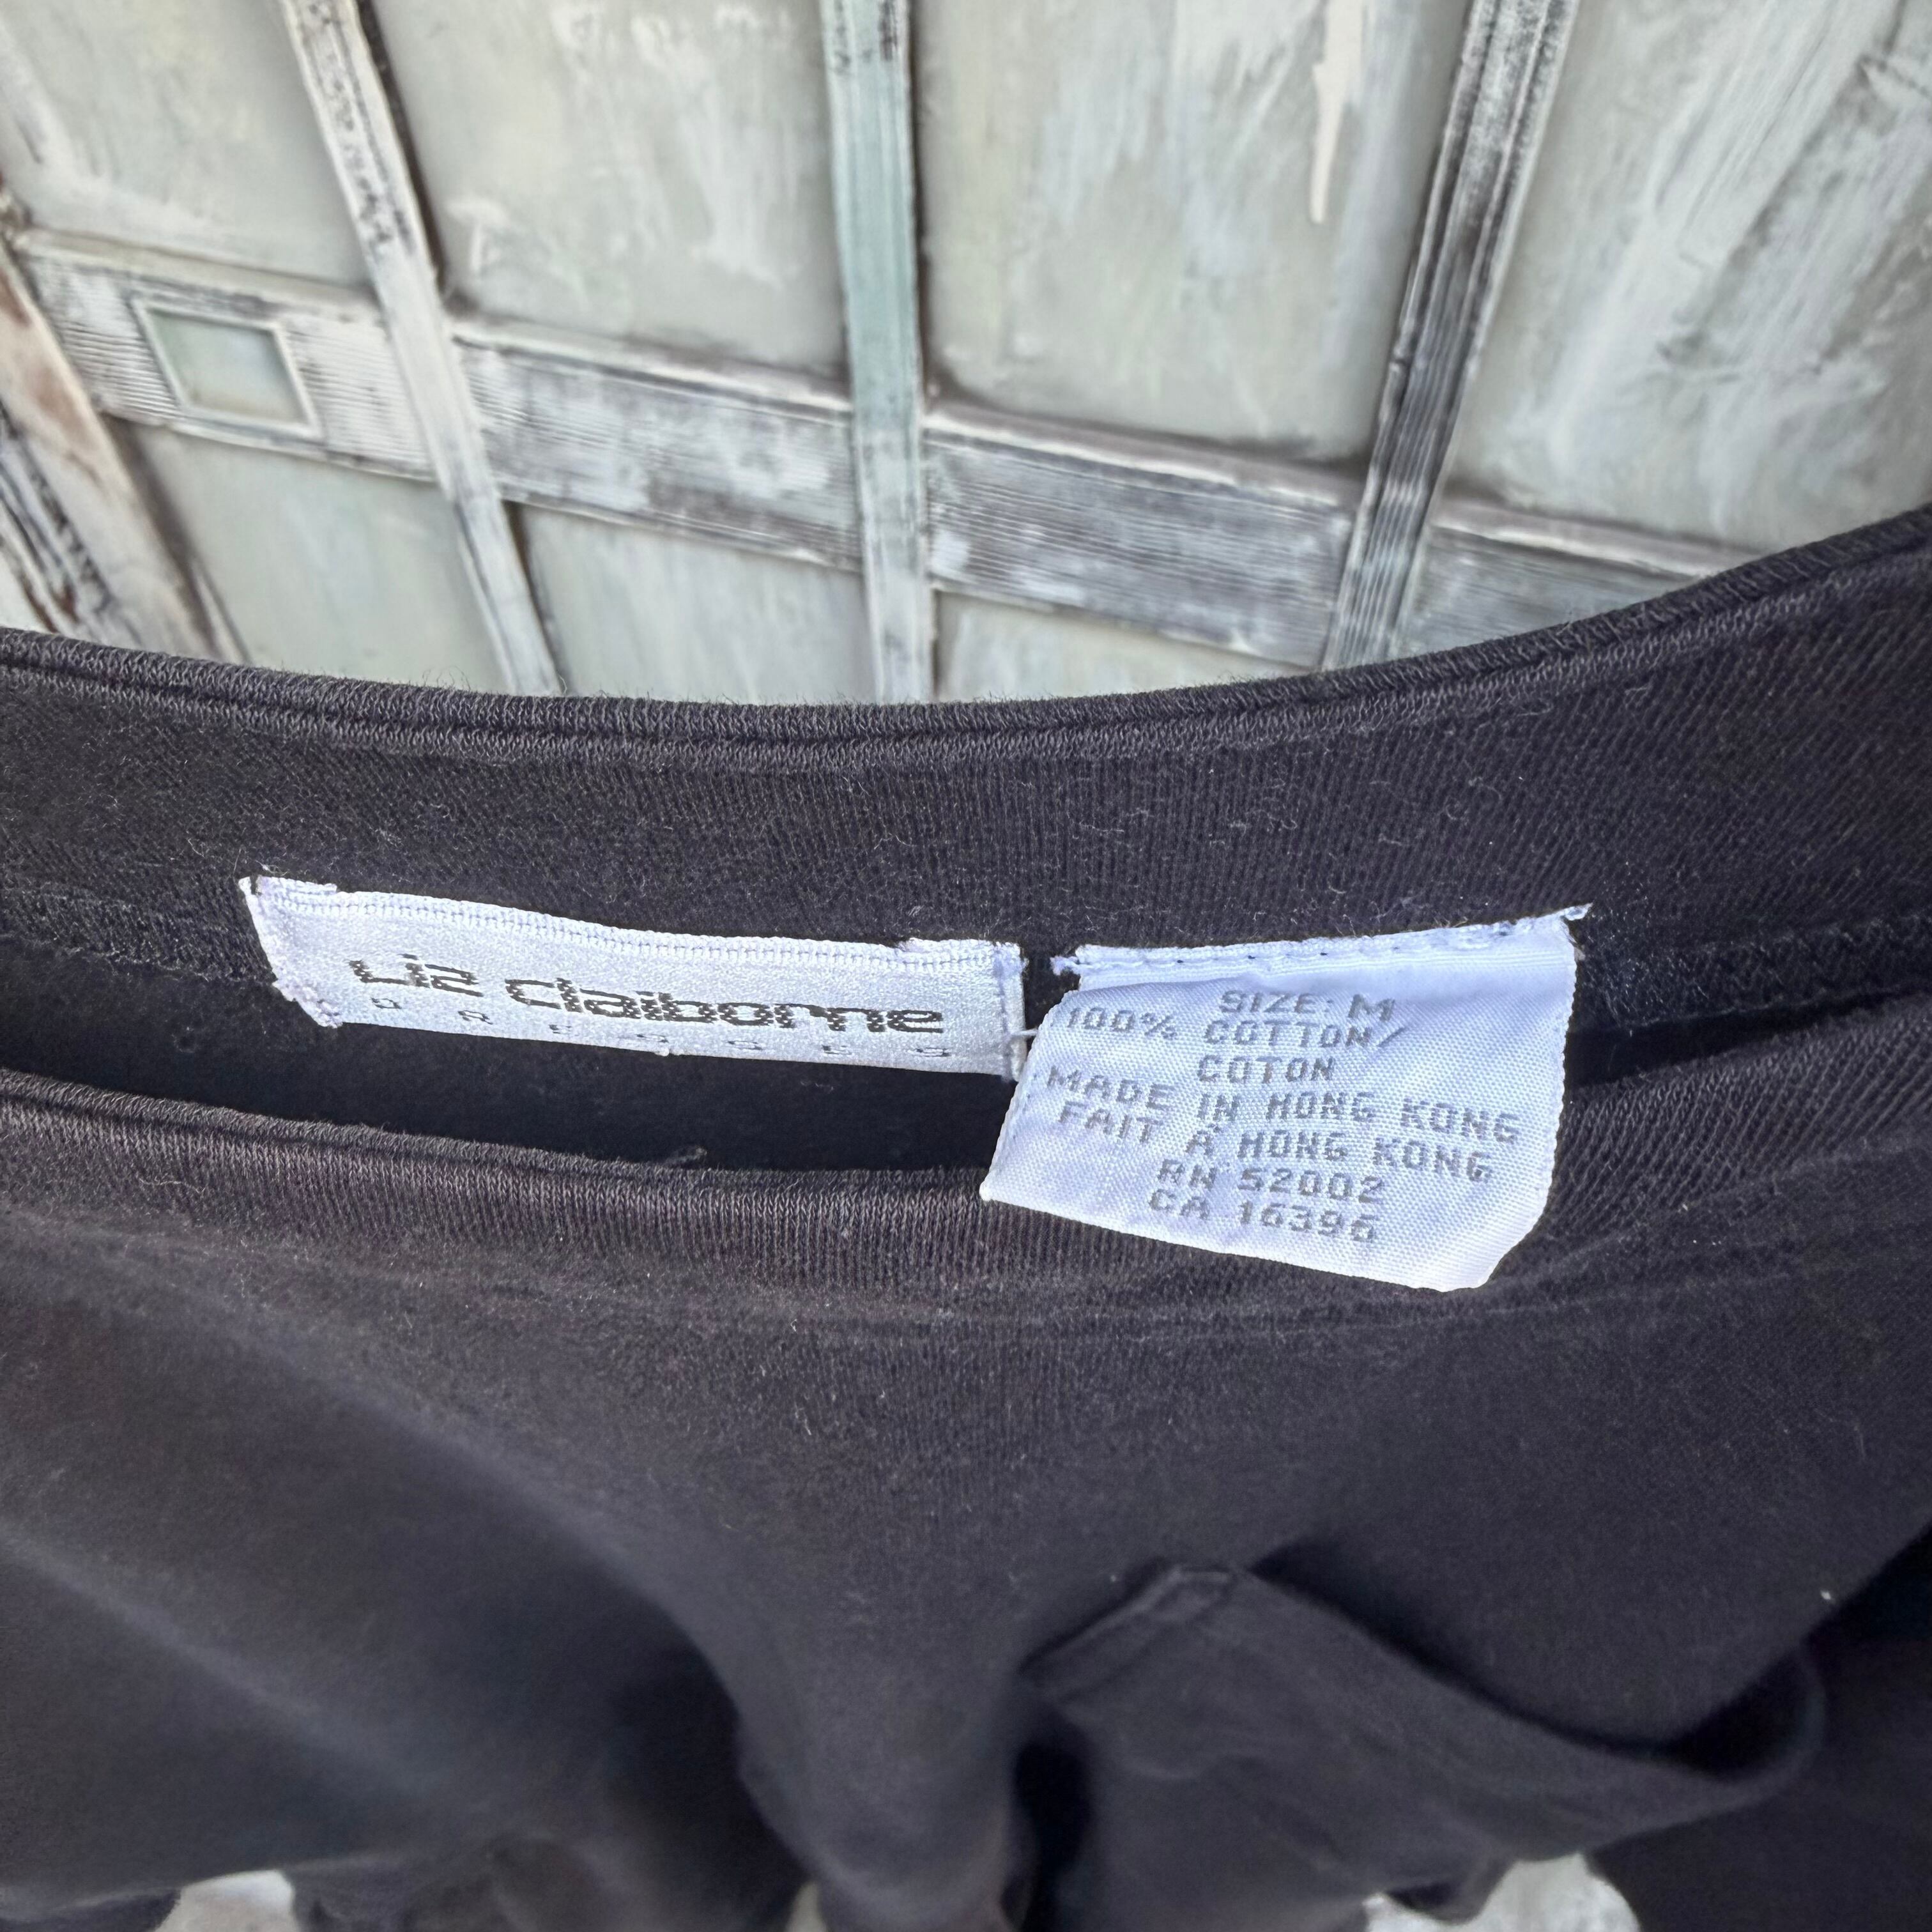 Liz claiborne
D R E S S E S
SIZE: M
100% COTTON/
COTON
MADE IN HONG KONG
FAIT À HONG KONG
RN 52002
CA 16396